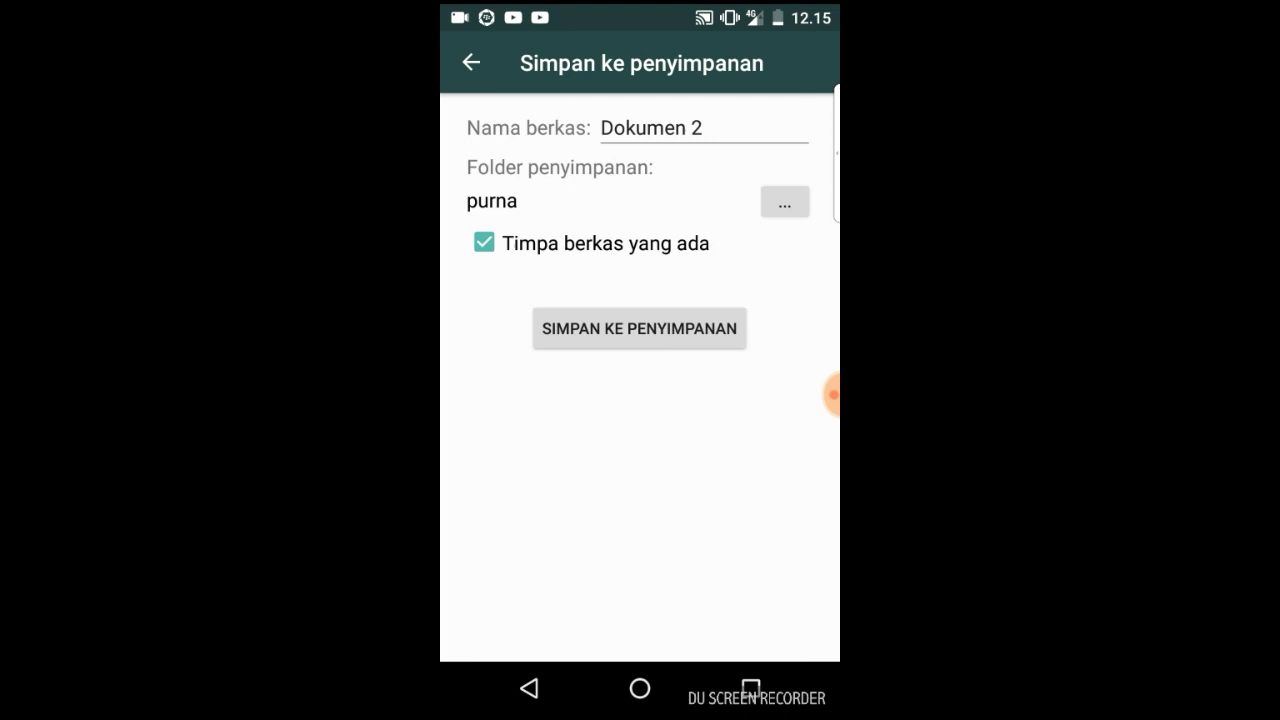 4G 12.15
Simpan ke penyimpanan
Nama berkas: Dokumen 2
Folder penyimpanan:
purna
...
Timpa berkas yang ada
SIMPAN KE PENYIMPANAN
DU SCREEN RECORDER